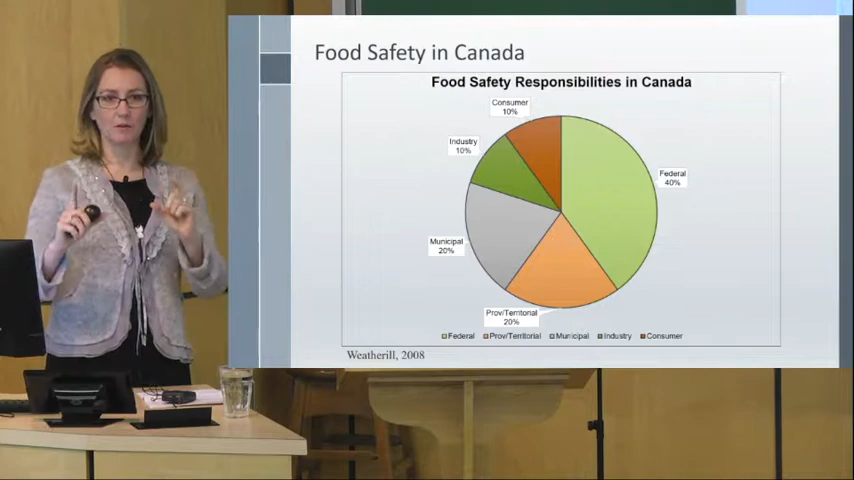 Food Safety in Canada
Food Safety Responsibilities in Canada
Consumer
10%
Industry
10%
Federal
40%
Municipal
20%
Prov/Territorial
20%
Federal Prov/Territorial Municipal Industry Consumer
Weatherill, 2008